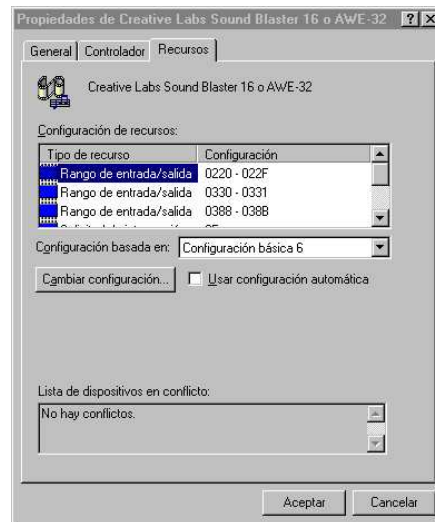 Propiedades de Creative Labs Sound Blaster 16 o AWE-32
General Controlador Recursos
Creative Labs Sound Blaster 16 o AWE-32
Configuración de recursos:
Tipo de recurso Configuración
Rango de entrada/salida 0220 - 022F
Rango de entrada/salida 0330 - 0331
Rango de entrada/salida 0388 - 038B
Configuración basada en: Configuración básica 6
Cambiar configuración... Usar configuración automática
Lista de dispositivos en conflicto:
No hay conflictos.
Aceptar Cancelar